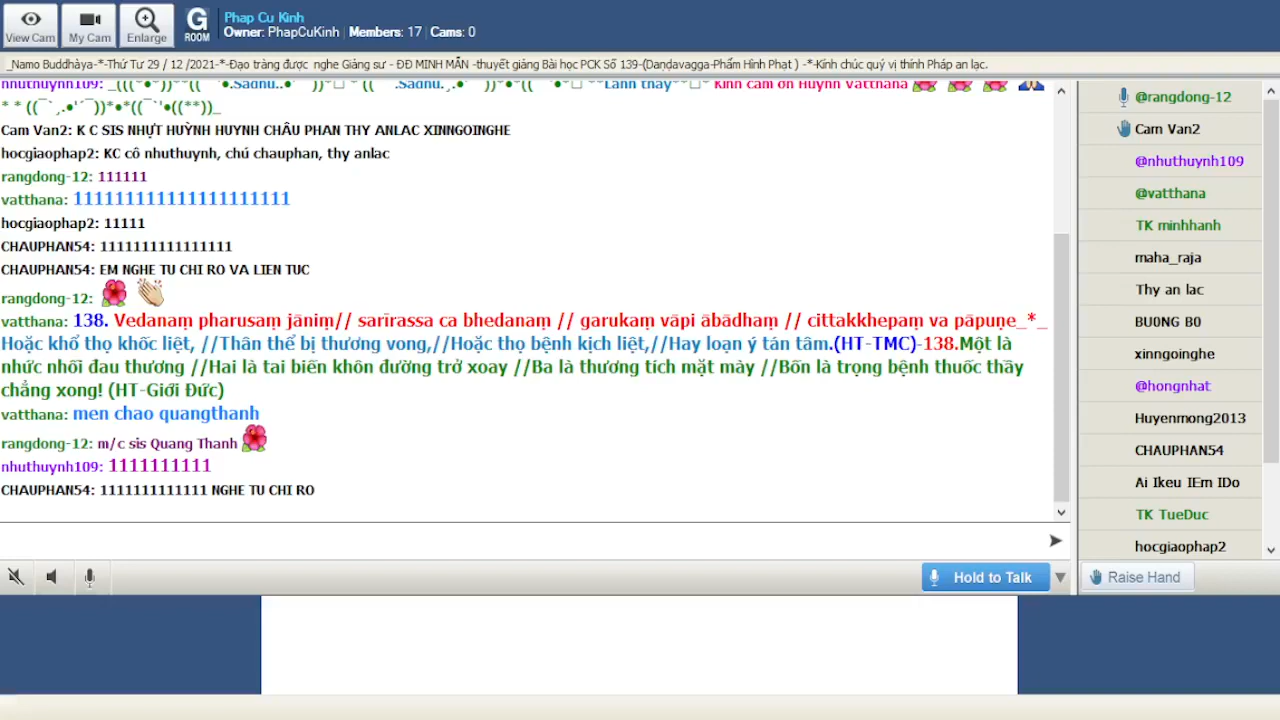 View Cam
My Cam
Enlarge
G
ROOM
Phap Cu Kinh
Owner: PhapCuKinh | Members: 17 | Cams: 0
_Namo Buddhàya-*-Thứ Tư 29 / 12 /2021-*-Đạo tràng được nghe Giảng sư - ĐĐ MINH MẪN -thuyết giảng Bài học PCK Số 139-(Daṇḍavagga-Phẩm Hình Phạt ) -*-Kính chúc quý vị thính Pháp an lạc.
nhuthuynh109:
Cam Van2: K C SIS NHỰT HUỲNH HUYNH CHÂU PHAN THY ANLAC XINNGOINGHE
hocgiaophap2: KC cô nhuthuynh, chú chauphan, thy anlac
rangdong-12: 111111
vatthana: 111111111111111111111
hocgiaophap2: 11111
CHAUPHAN54: 1111111111111111
CHAUPHAN54: EM NGHE TU CHI RO VA LIEN TUC
rangdong-12:
vatthana: 138. Vedanaṃ pharusaṃ jāniṃ// sarīrassa ca bhedanaṃ // garukaṃ vāpi ābādhaṃ // cittakkhepaṃ va pāpuṇe_*_
Hoặc khổ thọ khốc liệt, //Thân thể bị thương vong,//Hoặc thọ bệnh kịch liệt,//Hay loạn ý tán tâm.(HT-TMC)-138.Một là
nhức nhối đau thương //Hai là tai biến khôn đường trở xoay //Ba là thương tích mặt mày //Bốn là trọng bệnh thuốc thầy
chẳng xong! (HT-Giới Đức)
vatthana: men chao quangthanh
rangdong-12: m/c sis Quang Thanh
nhuthuynh109: 1111111111
CHAUPHAN54: 1111111111111 NGHE TU CHI RO
Hold to Talk
@rangdong-12
Cam Van2
@nhuthuynh109
@vatthana
TK minhhanh
maha_raja
Thy an lac
BU0NG B0
xinngoinghe
@hongnhat
Huyenmong2013
CHAUPHAN54
Ai Ikeu IEm IDo
TK TueDuc
hocgiaophap2
Raise Hand